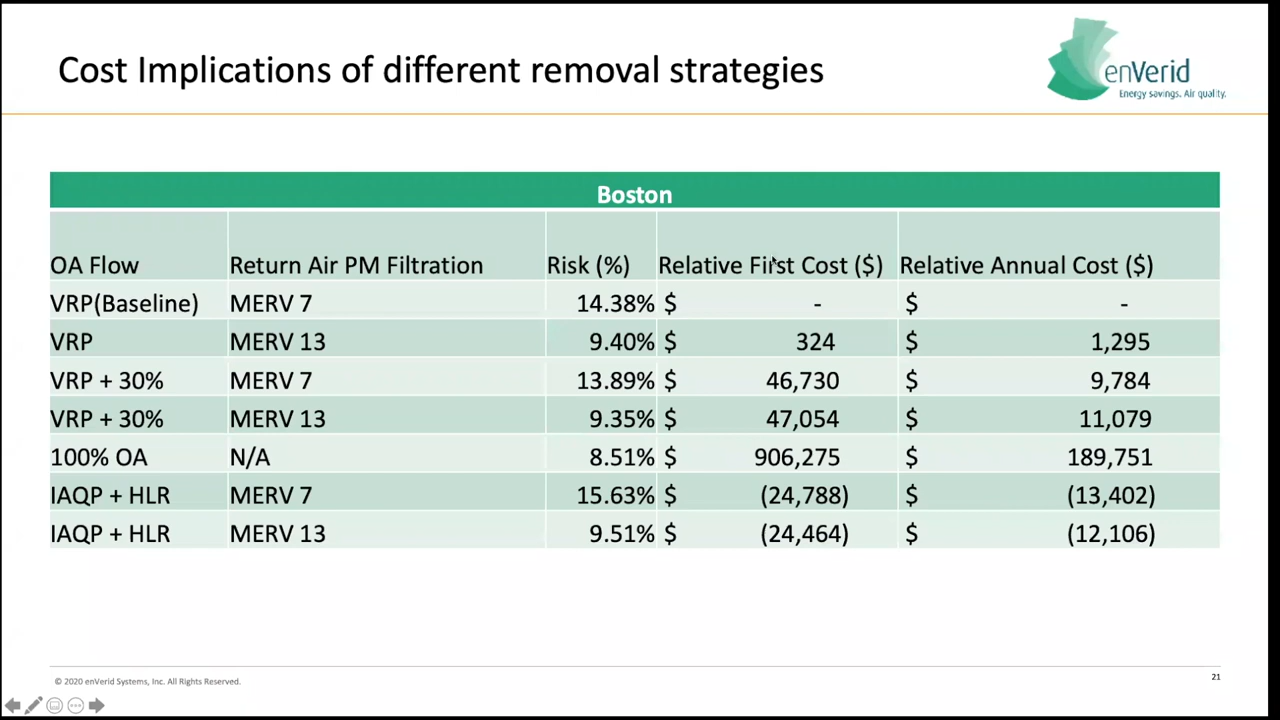 Cost Implications of different removal strategies
enVerid
Energy savings. Air quality.
Boston
OA Flow Return Air PM Filtration Risk (%) Relative First Cost ($) Relative Annual Cost ($)
VRP(Baseline) MERV 7 14.38% $ - $ -
VRP MERV 13 9.40% $ 324 $ 1,295
VRP + 30% MERV 7 13.89% $ 46,730 $ 9,784
VRP + 30% MERV 13 9.35% $ 47,054 $ 11,079
100% OA N/A 8.51% $ 906,275 $ 189,751
IAQP + HLR MERV 7 15.63% $ (24,788) $ (13,402)
IAQP + HLR MERV 13 9.51% $ (24,464) $ (12,106)
© 2020 enVerid Systems, Inc. All Rights Reserved.
21